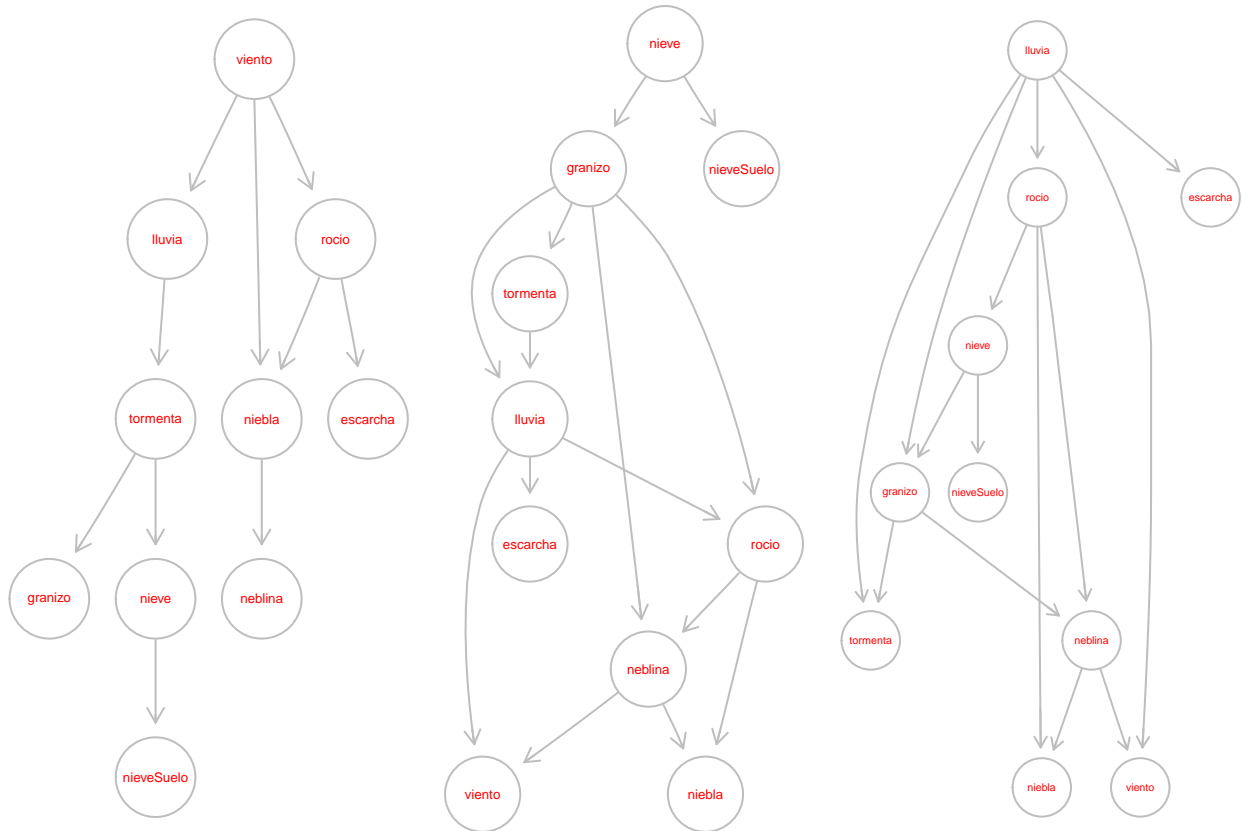 viento
lluvia
rocio
tormenta
niebla
escarcha
granizo
nieve
neblina
nieveSuelo
nieve
granizo
nieveSuelo
tormenta
lluvia
escarcha
rocio
neblina
viento
niebla
lluvia
rocio
escarcha
nieve
granizo
nieveSuelo
tormenta
neblina
niebla
viento